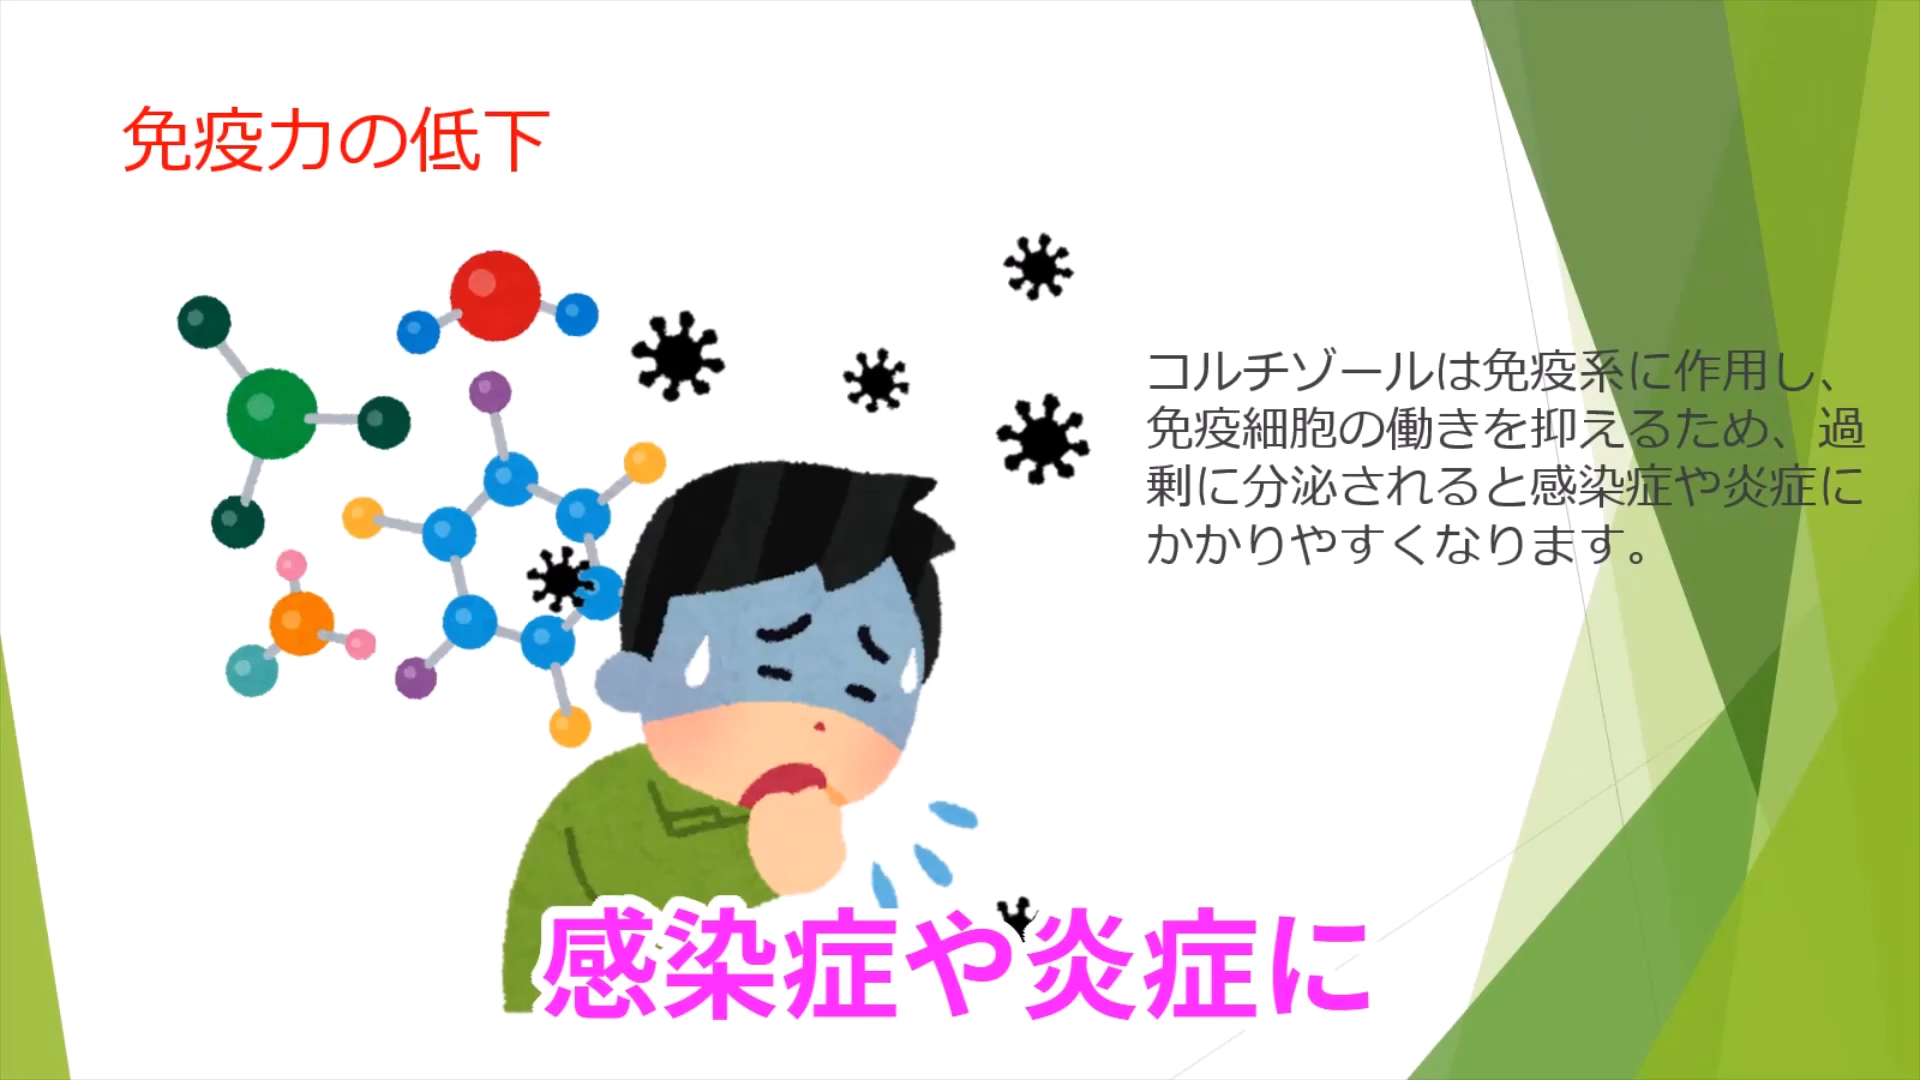 免疫力の低下
コルチゾールは免疫系に作用し、
免疫細胞の働きを抑えるため、過
剰に分泌されると感染症や炎症に
かかりやすくなります。
感染症や炎症に